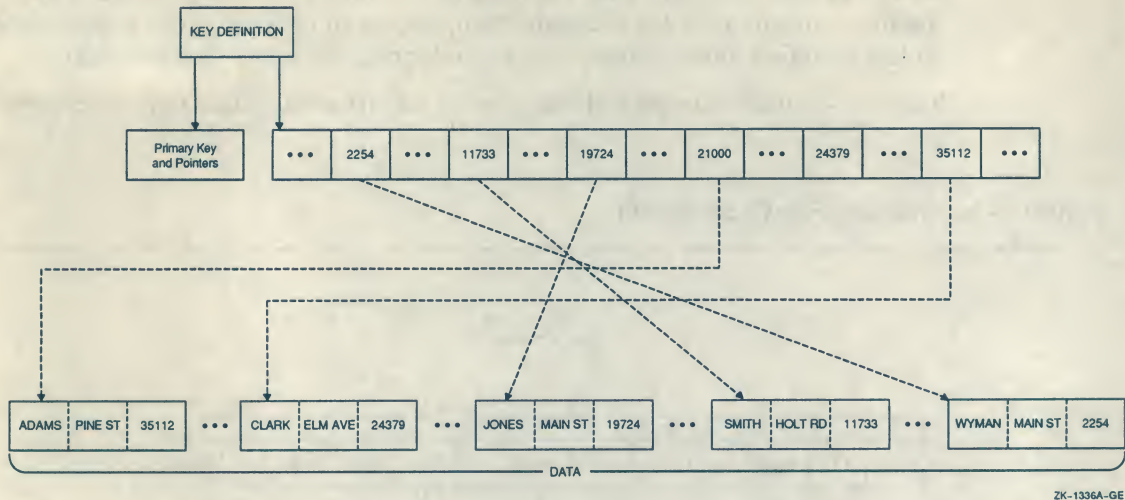 KEY DEFINITION
Primary Key
and Pointers
••• 2254 ••• 11733 ••• 19724 ••• 21000 ••• 24379 ••• 35112 •••
ADAMS PINE ST 35112 ••• CLARK ELM AVE 24379 ••• JONES MAIN ST 19724 ••• SMITH HOLT RD 11733 ••• WYMAN MAIN ST 2254
DATA
ZK-1336A-GE